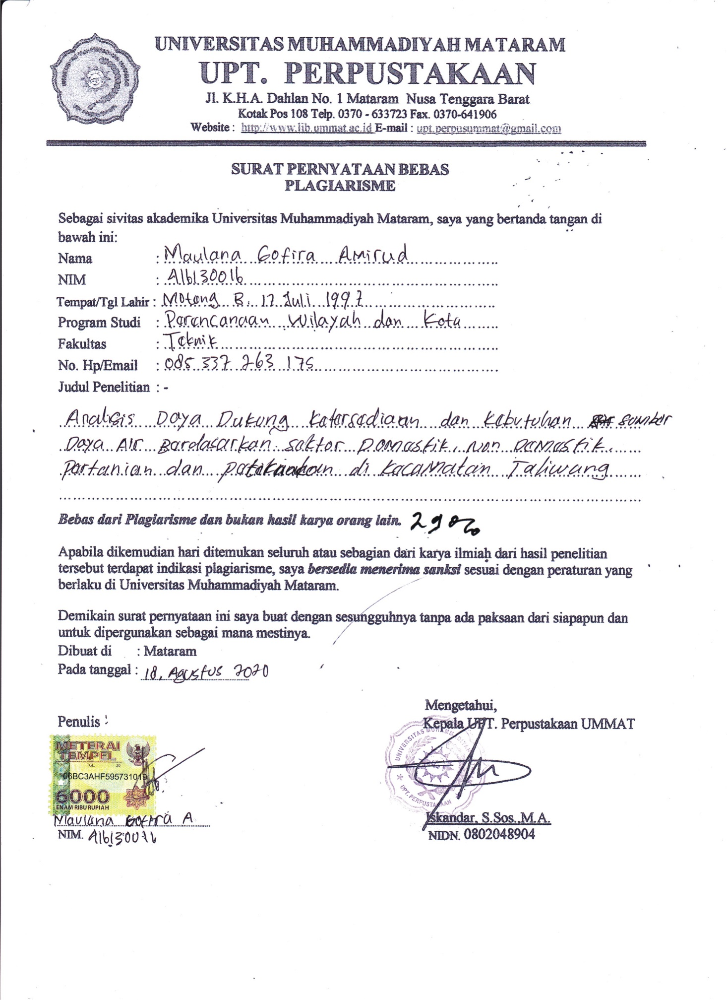 UNIVERSITAS MUHAMMADIYAH MATARAM
UPT. PERPUSTAKAAN
Jl. K.H.A. Dahlan No. 1 Mataram Nusa Tenggara Barat
Kotak Pos 108 Telp. 0370 - 633723 Fax. 0370-641906
Website : http://www.lib.ummat.ac.id E-mail : upt.perpusummat@gmail.com
SURAT PERNYATAAN BEBAS
PLAGIARISME
Sebagai sivitas akademika Universitas Muhammadiyah Mataram, saya yang bertanda tangan di
bawah ini:
Nama : Maulana Gofira Amirud
NIM : A16130016
Tempat/Tgl Lahir : Motong B, 17 Juli 1997
Program Studi : Perencanaan Wilayah dan Kota
Fakultas : Teknik
No. Hp/Email : 085 337 263 175
Judul Penelitian : -
Analisis Daya Dukung Ketersediaan dan Kebutuhan sumber
Daya Air Berdasarkan Sektor Domestik, Non Domestik,
Pertanian dan di Kecamatan Taliwang
Bebas dari Plagiarisme dan bukan hasil karya orang lain. 29%
Apabila dikemudian hari ditemukan seluruh atau sebagian dari karya ilmiah dari hasil penelitian
tersebut terdapat indikasi plagiarisme, saya bersedia menerima sanksi sesuai dengan peraturan yang
berlaku di Universitas Muhammadiyah Mataram.
Demikain surat pernyataan ini saya buat dengan sesungguhnya tanpa ada paksaan dari siapapun dan
untuk dipergunakan sebagai mana mestinya.
Dibuat di : Mataram
Pada tanggal : 18, Agustus 2020
Mengetahui,
Penulis :
Kepala UPT. Perpustakaan UMMAT
METERAI
TEMPEL
TGL. 20
06BC3AHF595731019
6000
ENAM RIBU RUPIAH
UNIVERSITAS MUHAMMADIYAH
UPT. PERPUSTAKAAN
Maulana Gofira A
NIM. A16130016
Iskandar, S.Sos.,M.A.
NIDN. 0802048904